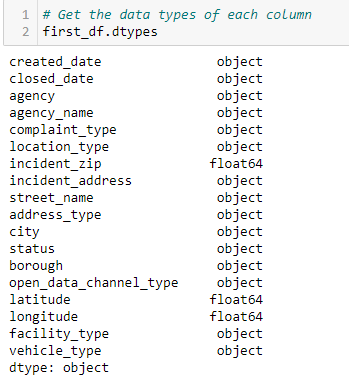 1 # Get the data types of each column
2 first_df.dtypes
created_date object
closed_date object
agency object
agency_name object
complaint_type object
location_type object
incident_zip float64
incident_address object
street_name object
address_type object
city object
status object
borough object
open_data_channel_type object
latitude float64
longitude float64
facility_type object
vehicle_type object
dtype: object